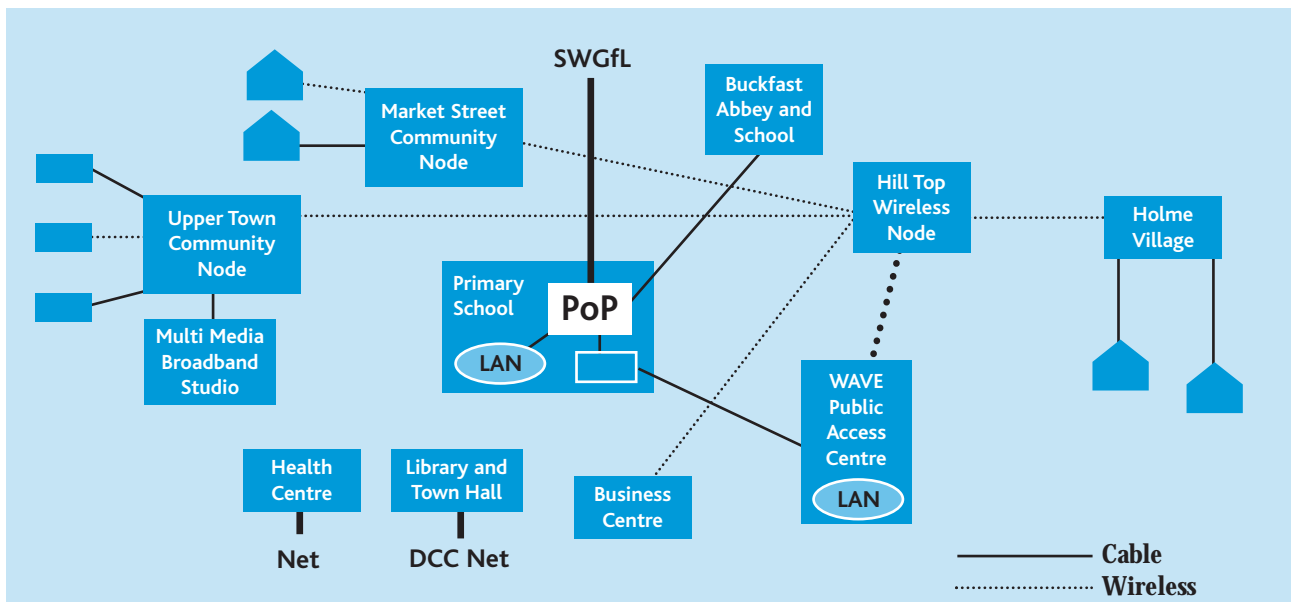 SWGfL
Buckfast
Abbey and
School
Market Street
Community
Node
Hill Top
Wireless
Node
Upper Town
Community
Node
Holme
Village
Primary
School
PoP
LAN
Multi Media
Broadband
Studio
WAVE
Public
Access
Centre
LAN
Health
Centre
Library and
Town Hall
Business
Centre
Net
DCC Net
Cable
Wireless